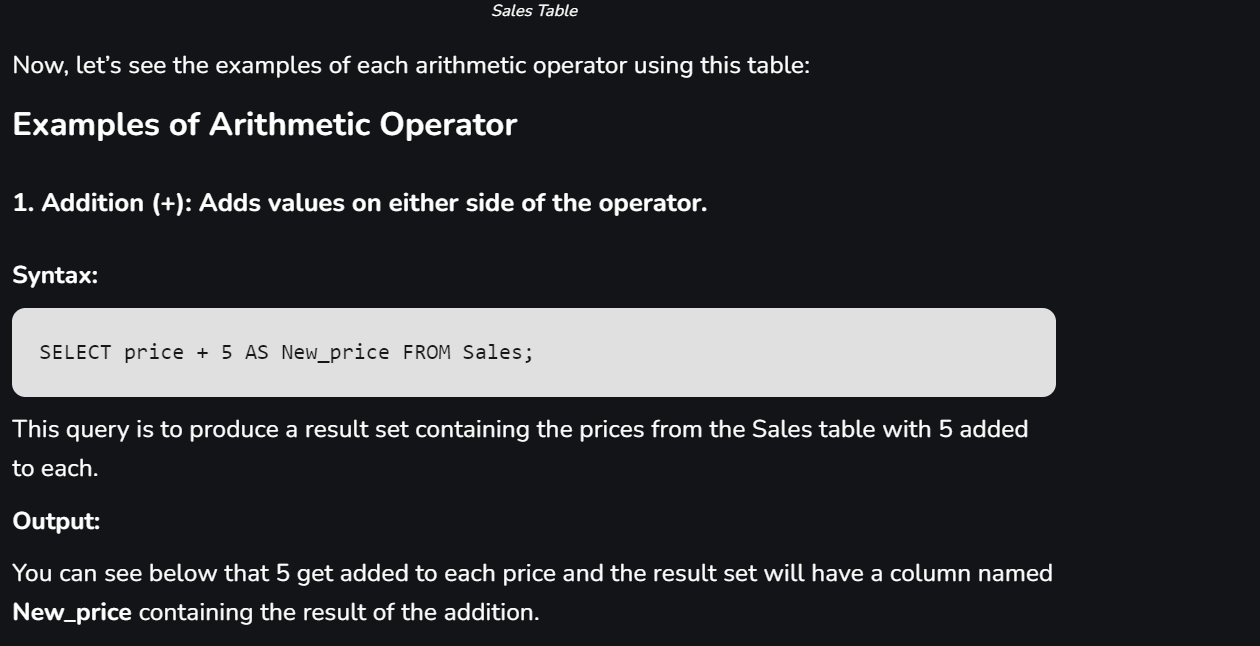 Sales Table
Now, let’s see the examples of each arithmetic operator using this table:
Examples of Arithmetic Operator
1. Addition (+): Adds values on either side of the operator.
Syntax:
SELECT price + 5 AS New_price FROM Sales;
This query is to produce a result set containing the prices from the Sales table with 5 added
to each.
Output:
You can see below that 5 get added to each price and the result set will have a column named
New_price containing the result of the addition.